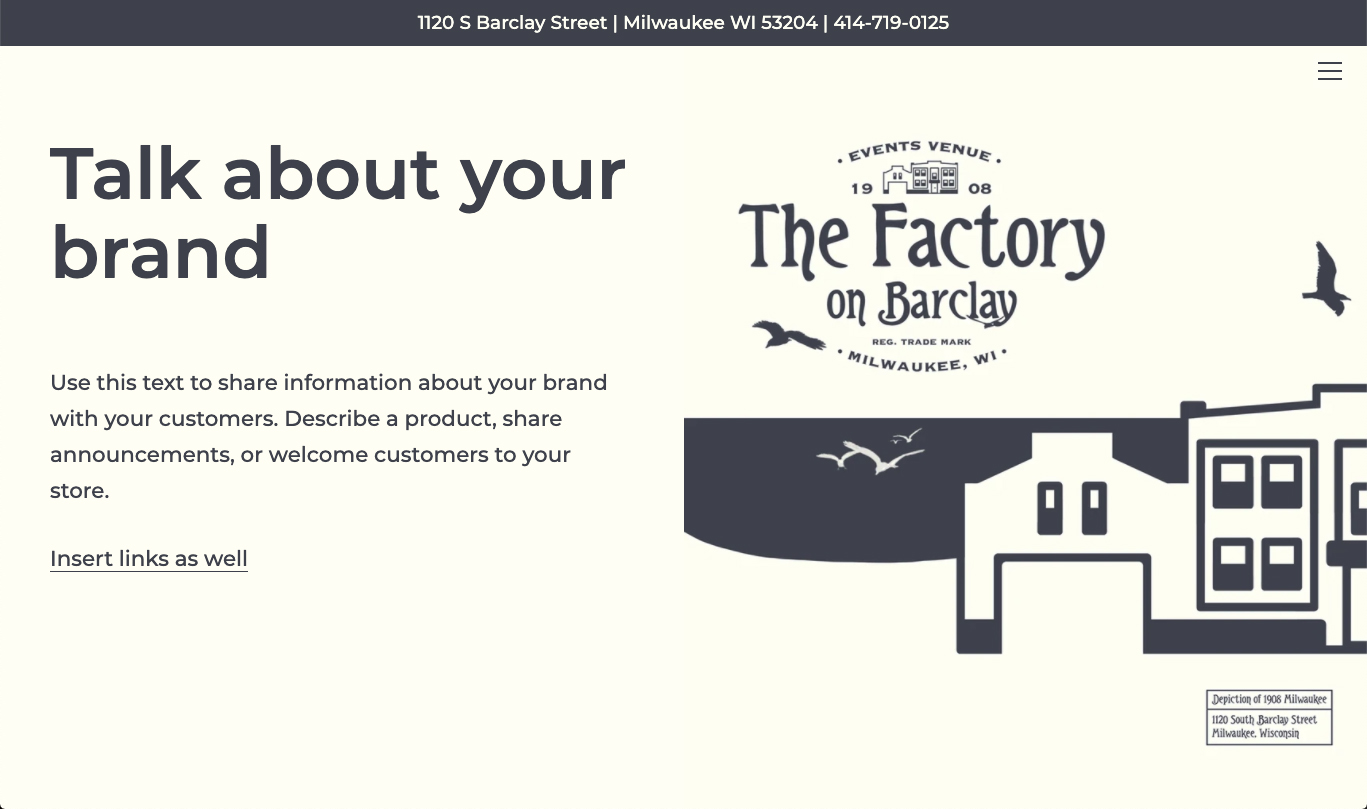 1120 S Barclay Street | Milwaukee WI 53204 | 414-719-0125
Talk about your
brand
Use this text to share information about your brand
with your customers. Describe a product, share
announcements, or welcome customers to your
store.
Insert links as well
• EVENTS VENUE •
19 08
The Factory
on Barclay
REG. TRADE MARK
• MILWAUKEE, WI •
Depiction of 1908 Milwaukee
1120 South Barclay Street
Milwaukee, Wisconsin